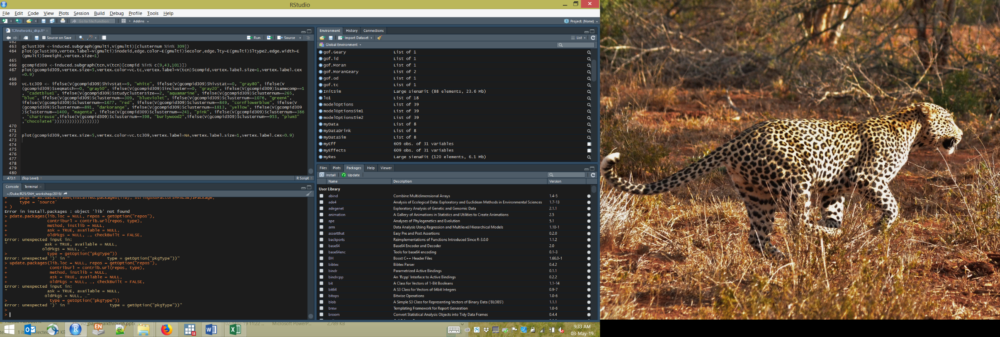 RStudio
File Edit Code View Plots Session Build Debug Profile Tools Help
Go to file/function Addins Project: (None)
TCRnetworks_dkp.R*
Source on Save Run Source
462
463 gclust309 <-induced.subgraph(gmulti,V(gmulti)[clusternum %in% 309])
464 plot(gclust309,vertex.label=V(gmulti)$nodeid,edge.color=E(gmulti)$ecolor,edge.lty=E(gmulti)$ltype2,edge.width=E
(gmulti)$eweight,vertex.size=1)
465
466 gcompid309 <-induced.subgraph(tcn,V(tcn)[compid %in% c(9,43,101)])
467 plot(gcompid309,vertex.size=5,vertex.color=vc.tc,vertex.label=V(tcn)$compid,vertex.label.size=1,vertex.label.cex
=0.9)
468
469 vc.tc309 <- ifelse(V(gcompid309)$hivstat==9, "white", ifelse(V(gcompid309)$hivstat==0, "gray80", ifelse(V
(gcompid309)$seqmatch==0, "gray50", ifelse(V(gcompid309)$incluster==0, "gray20", ifelse(V(gcompid309)$samecomp==1
, "cadetblue1", ifelse(V(gcompid309)$studyclustersize==2, "aquamarine", ifelse(V(gcompid309)$clusternum==265,
"blue", ifelse(V(gcompid309)$clusternum==309, "blueviolet", ifelse(V(gcompid309)$clusternum==1076, "green4",
ifelse(V(gcompid309)$clusternum==1677, "red", ifelse(V(gcompid309)$clusternum==849, "cornflowerblue", ifelse(V
(gcompid309)$clusternum==891, "darkorange", ifelse(V(gcompid309)$clusternum==1813, "yellow", ifelse(V(gcompid309
)$clusternum==1400, "magenta", ifelse(V(gcompid309)$clusternum==241, "pink", ifelse(V(gcompid309)$clusternum==386
, "chartreuse",ifelse(V(gcompid309)$clusternum==398, "burlywood2",ifelse(V(gcompid309)$clusternum==953, "plum3"
,"chocolate4"))))))))))))))))))
470
471
472 plot(gcompid309,vertex.size=5,vertex.color=vc.tc309,vertex.label=NA,vertex.label.size=1,vertex.label.cex=0.9)
473
474
475
476
477
478
479
480
473:1 (Top Level) R Script
Console Terminal
~/Duke/R25/SNH_workshop/2019/
+ pkgs = as.data.frame(installed.packages(lib), stringsAsFactors=FALSE)$Package,
+ type = 'source'
+ )
Error in install.packages : object 'lib' not found
> pdate.packages(lib.loc = NULL, repos = getOption("repos"),
+ contriburl = contrib.url(repos, type),
+ method, instlib = NULL,
+ ask = TRUE, available = NULL,
+ oldPkgs = NULL, …, checkBuilt = FALSE,
Error: unexpected input in:
" ask = TRUE, available = NULL,
oldPkgs = NULL, …"
> type = getOption("pkgType"))
Error: unexpected ')' in " type = getOption("pkgType"))"
> update.packages(lib.loc = NULL, repos = getOption("repos"),
+ contriburl = contrib.url(repos, type),
+ method, instlib = NULL,
+ ask = TRUE, available = NULL,
+ oldPkgs = NULL, …, checkBuilt = FALSE,
Error: unexpected input in:
" ask = TRUE, available = NULL,
oldPkgs = NULL, …"
> type = getOption("pkgType"))
Error: unexpected ')' in " type = getOption("pkgType"))"
>
>
Environment History Connections
Import Dataset List
Global Environment
gof.Geary List of 1
gof.id List of 1
gof.Moran List of 1
gof.MoranGeary List of 2
gof.od List of 1
gof.tc List of 1
InitSim Large sienaFit (88 elements, 23.6 Mb)
lo1 List of 18
modelOptions List of 39
modelOptionsSim1 List of 39
modelOptionsSim2 List of 39
myData List of 8
myDataDrink List of 8
myDataSim List of 8
myEff 609 obs. of 31 variables
myEffects 609 obs. of 31 variables
myRes Large sienaFit (120 elements, 6.1 Mb)
Files Plots Packages Help Viewer
Install Update
Name Description Version
User Library
abind Combine Multidimensional Arrays 1.4-5
ade4 Analysis of Ecological Data: Exploratory and Euclidean Methods in Environmental Sciences 1.7-13
adegenet Exploratory Analysis of Genetic and Genomic Data 2.1.1
animation A Gallery of Animations in Statistics and Utilities to Create Animations 2.5
ape Analyses of Phylogenetics and Evolution 5.1
arm Data Analysis Using Regression and Multilevel/Hierarchical Models 1.10-1
assertthat Easy Pre and Post Assertions 0.2.0
backports Reimplementations of Functions Introduced Since R-3.0.0 1.1.2
base64 Base64 Encoder and Decoder 2.0
base64enc Tools for base64 encoding 0.1-3
BH Boost C++ Header Files 1.66.0-1
bibtex Bibtex Parser 0.4.2
bindr Parametrized Active Bindings 0.1.1
bindrcpp An 'Rcpp' Interface to Active Bindings 0.2.2
bit A Class for Vectors of 1-Bit Booleans 1.1-14
bit64 A S3 Class for Vectors of 64bit Integers 0.9-7
bitops Bitwise Operations 1.0-6
blob A Simple S3 Class for Representing Vectors of Binary Data ('BLOBS') 1.1.1
brew Templating Framework for Report Generation 1.0-6
broom Convert Statistical Analysis Objects into Tidy Data Frames 0.4.4
02-May-19 11:22 Microsoft PowerP... 2,789 KB
EN 15
9:33 AM
03-May-19